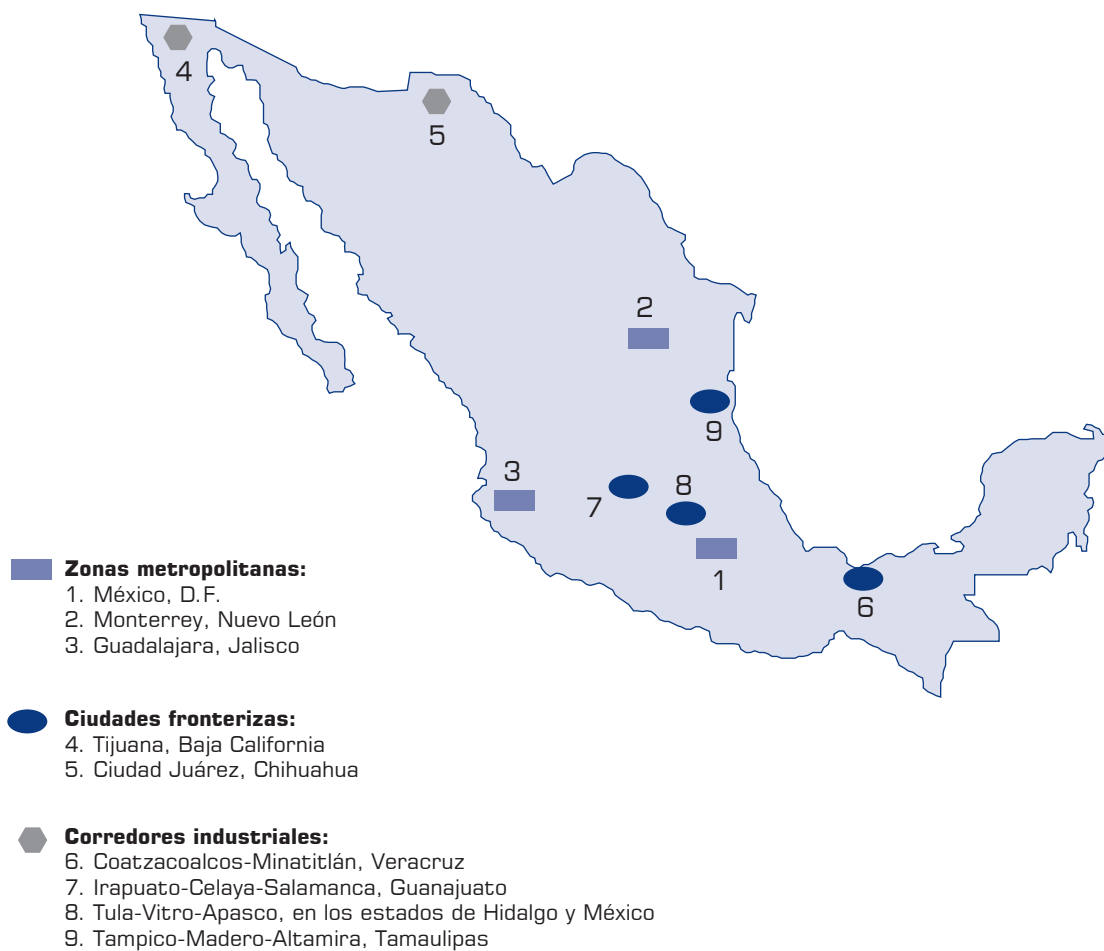 4
5
2
9
3
8
7
1
6
Zonas metropolitanas:
1. México, D.F.
2. Monterrey, Nuevo León
3. Guadalajara, Jalisco
Ciudades fronterizas:
4. Tijuana, Baja California
5. Ciudad Juárez, Chihuahua
Corredores industriales:
6. Coatzacoalcos-Minatitlán, Veracruz
7. Irapuato-Celaya-Salamanca, Guanajuato
8. Tula-Vitro-Apasco, en los estados de Hidalgo y México
9. Tampico-Madero-Altamira, Tamaulipas